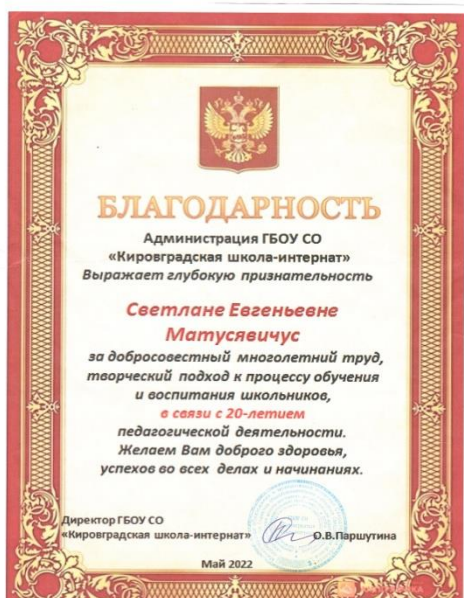 БЛАГОДАРНОСТЬ
Администрация ГБОУ СО
«Кировградская школа-интернат»
Выражает глубокую признательность
Светлане Евгеньевне
Матусявичус
за добросовестный многолетний труд,
творческий подход к процессу обучения
и воспитания школьников,
в связи с 20-летием
педагогической деятельности.
Желаем Вам доброго здоровья,
успехов во всех делах и начинаниях.
Директор ГБОУ СО
«Кировградская школа-интернат» О.В.Паршутина
Май 2022